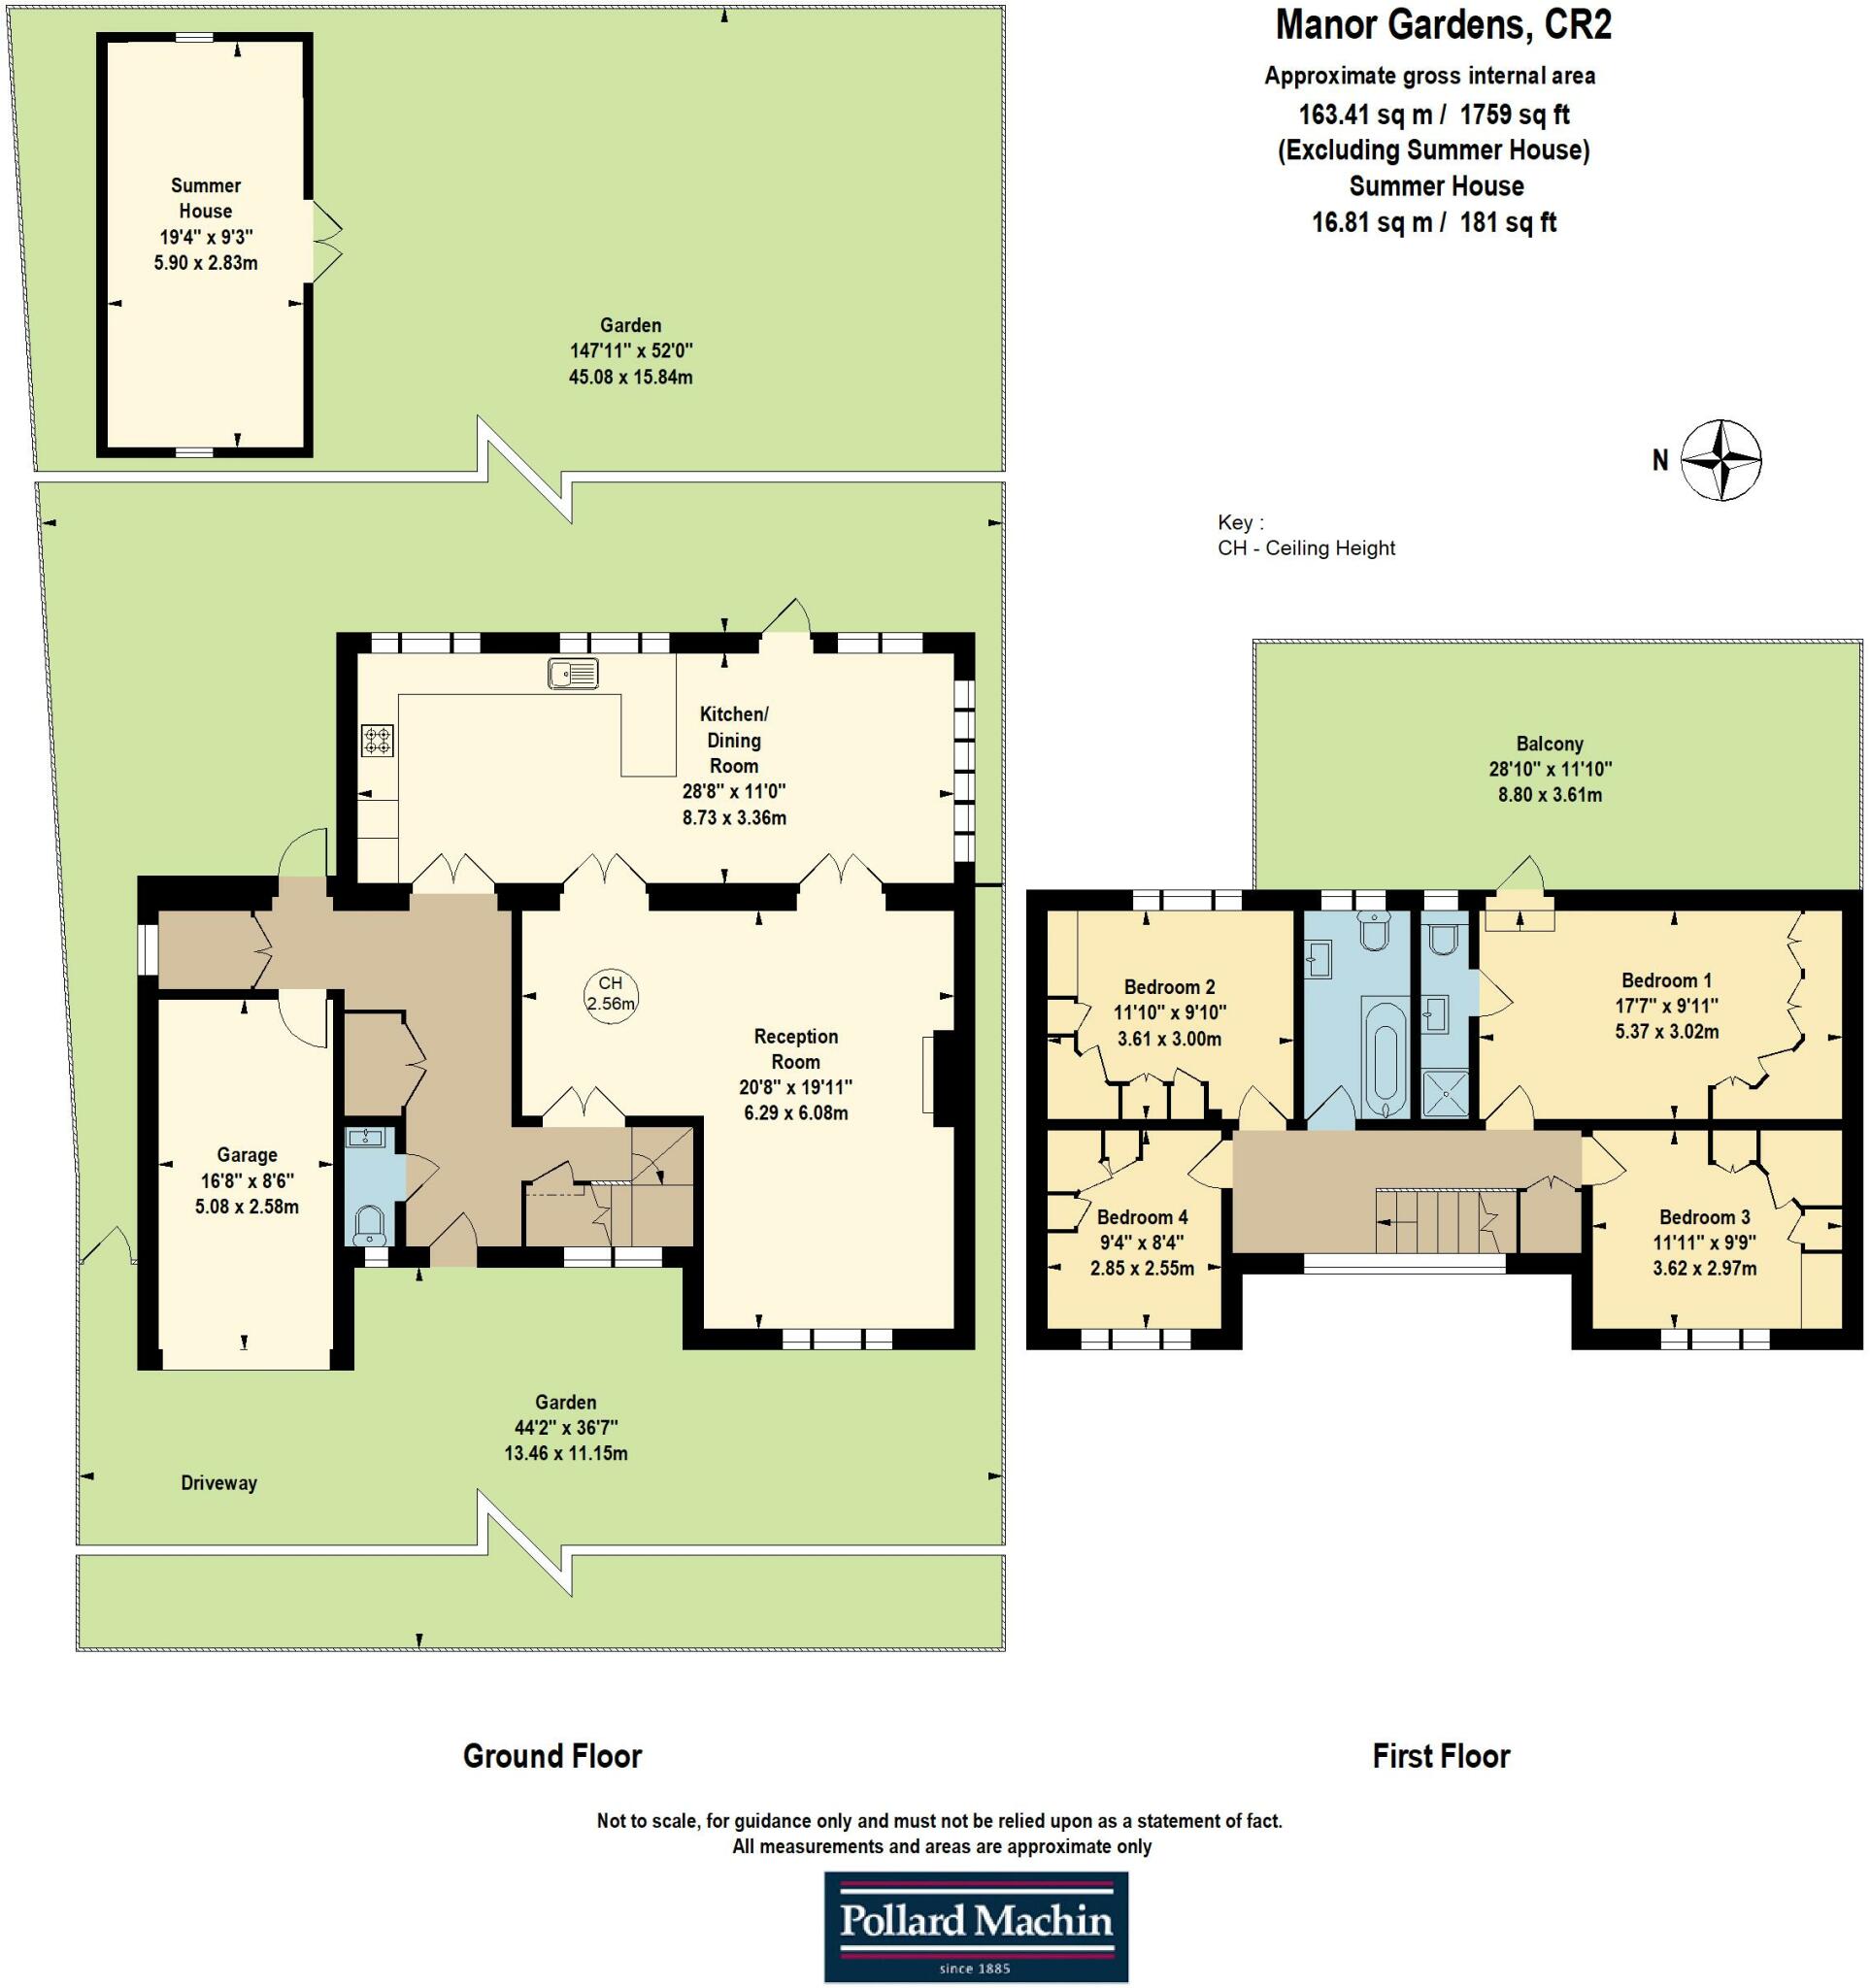 Manor Gardens, CR2
Approximate gross internal area
163.41 sq m / 1759 sq ft
(Excluding Summer House)
Summer House
16.81 sq m / 181 sq ft
Summer
House
19'4" x 9'3"
5.90 x 2.83m
Garden
147'11" x 52'0"
45.08 x 15.84m
N
Key :
CH - Ceiling Height
Kitchen/
Dining
Room
28'8" x 11'0"
8.73 x 3.36m
Balcony
28'10" x 11'10"
8.80 x 3.61m
CH
2.56m
Reception
Room
20'8" x 19'11"
6.29 x 6.08m
Bedroom 2
11'10" x 9'10"
3.61 x 3.00m
Bedroom 1
17'7" x 9'11"
5.37 x 3.02m
Garage
16'8" x 8'6"
5.08 x 2.58m
Bedroom 4
9'4" x 8'4"
2.85 x 2.55m
Bedroom 3
11'11" x 9'9"
3.62 x 2.97m
Garden
44'2" x 36'7"
13.46 x 11.15m
Driveway
Ground Floor
First Floor
Not to scale, for guidance only and must not be relied upon as a statement of fact.
All measurements and areas are approximate only
Pollard Machin
since 1885